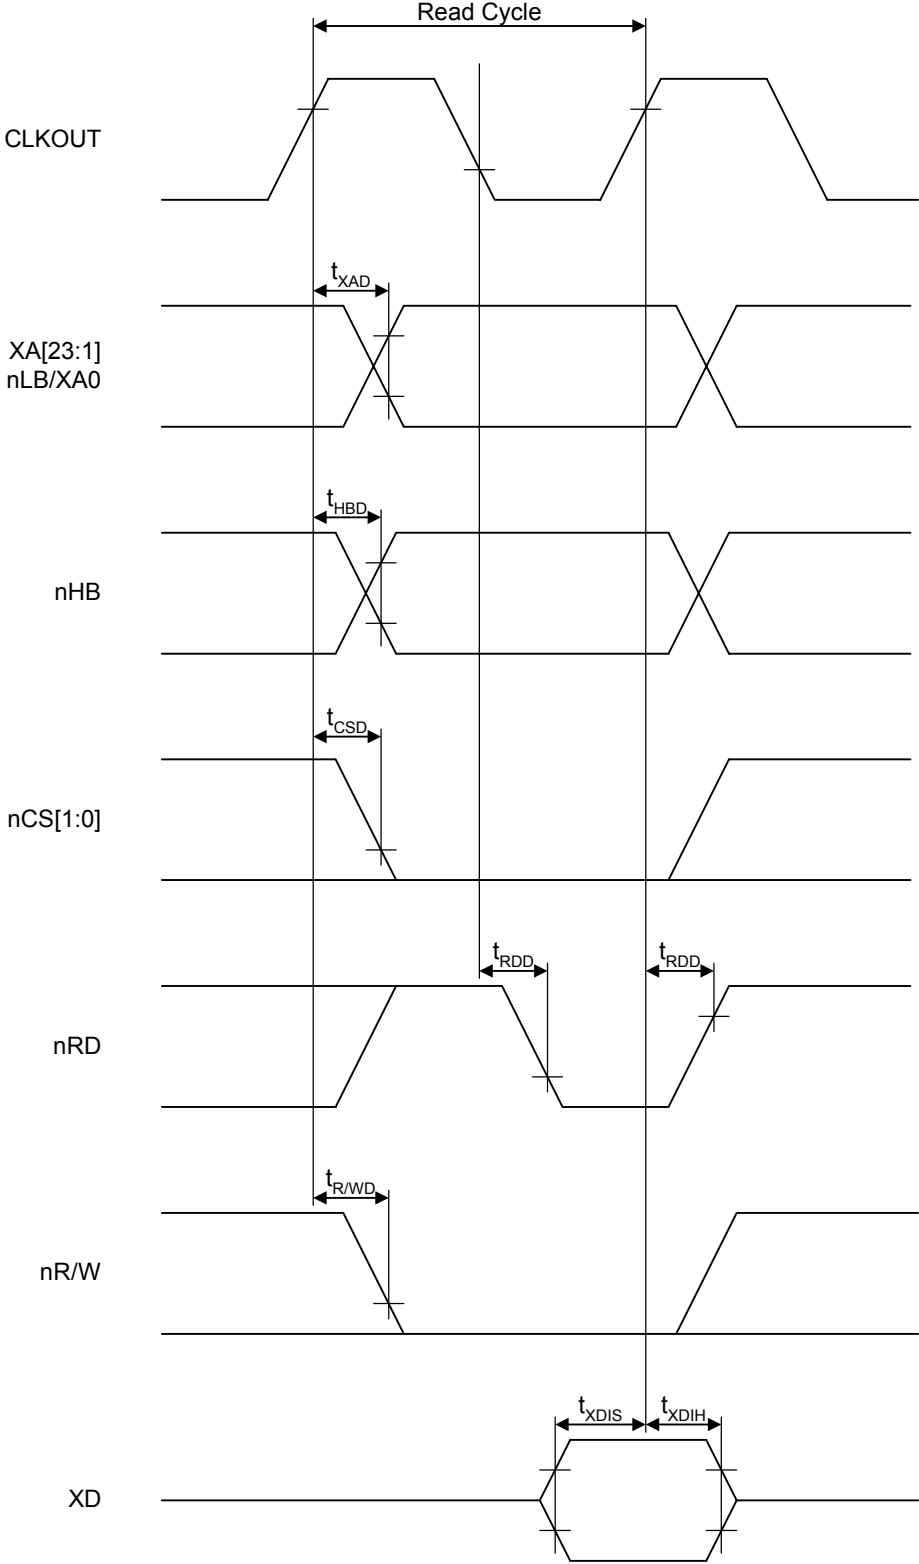 Read Cycle
CLKOUT
tXAD
XA[23:1]
nLB/XA0
tHBD
nHB
tCSD
nCS[1:0]
tRDD tRDD
nRD
tR/WD
nR/W
tXDIS tXDIH
XD